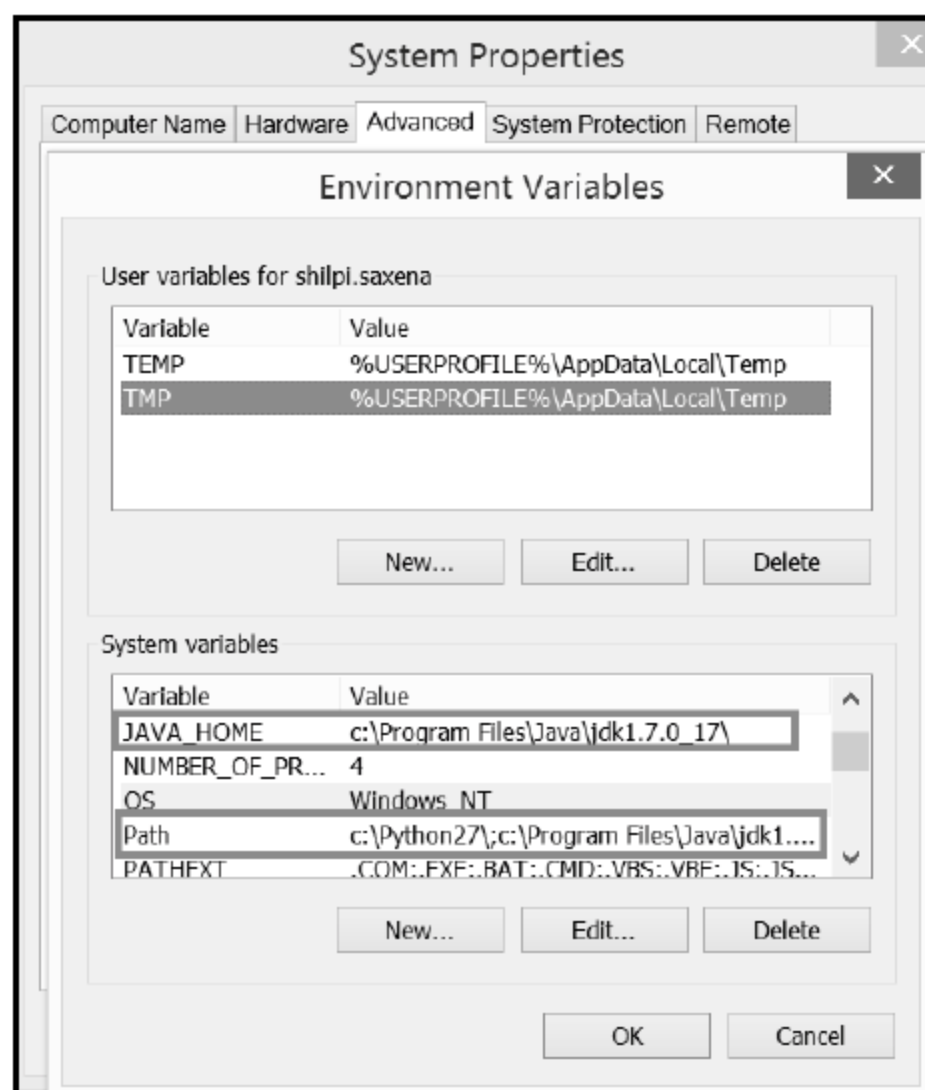 System Properties
Computer Name Hardware Advanced System Protection Remote
Environment Variables
User variables for shilpi.saxena
Variable Value
TEMP %USERPROFILE%\AppData\Local\Temp
TMP %USERPROFILE%\AppData\Local\Temp
New... Edit... Delete
System variables
Variable Value
JAVA_HOME c:\Program Files\Java\jdk1.7.0_17\
NUMBER_OF_PR... 4
OS Windows_NT
Path c:\Python27\;c:\Program Files\Java\jdk1....
PATHEXT .COM;.EXE;.BAT;.CMD;.VBS;.VBE;.JS;.JS...
New... Edit... Delete
OK Cancel